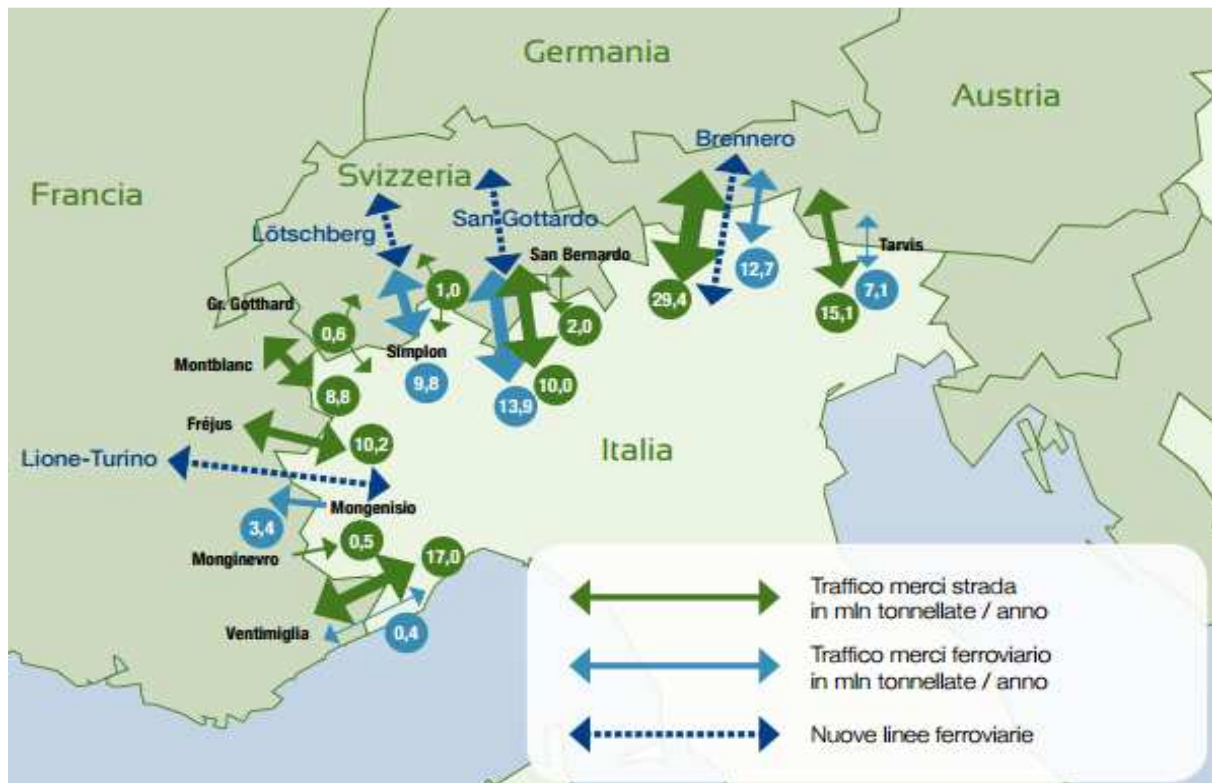 Germania
Austria
Brennero
Svizzera
Francia
San Gottardo
Lötschberg
San Bernardo
Tarvis
12,7
1,0
7,1
29,4
Gr. Gotthard
2,0
15,1
0,6
Simplon
Montblanc
9,8
10,0
8,8
13,9
Fréjus
10,2
Italia
Lione-Turino
Mongenisio
3,4
0,5
17,0
Monginevro
Ventimiglia
0,4
Traffico merci strada
in mln tonnellate / anno
Traffico merci ferroviario
in mln tonnellate / anno
Nuove linee ferroviarie